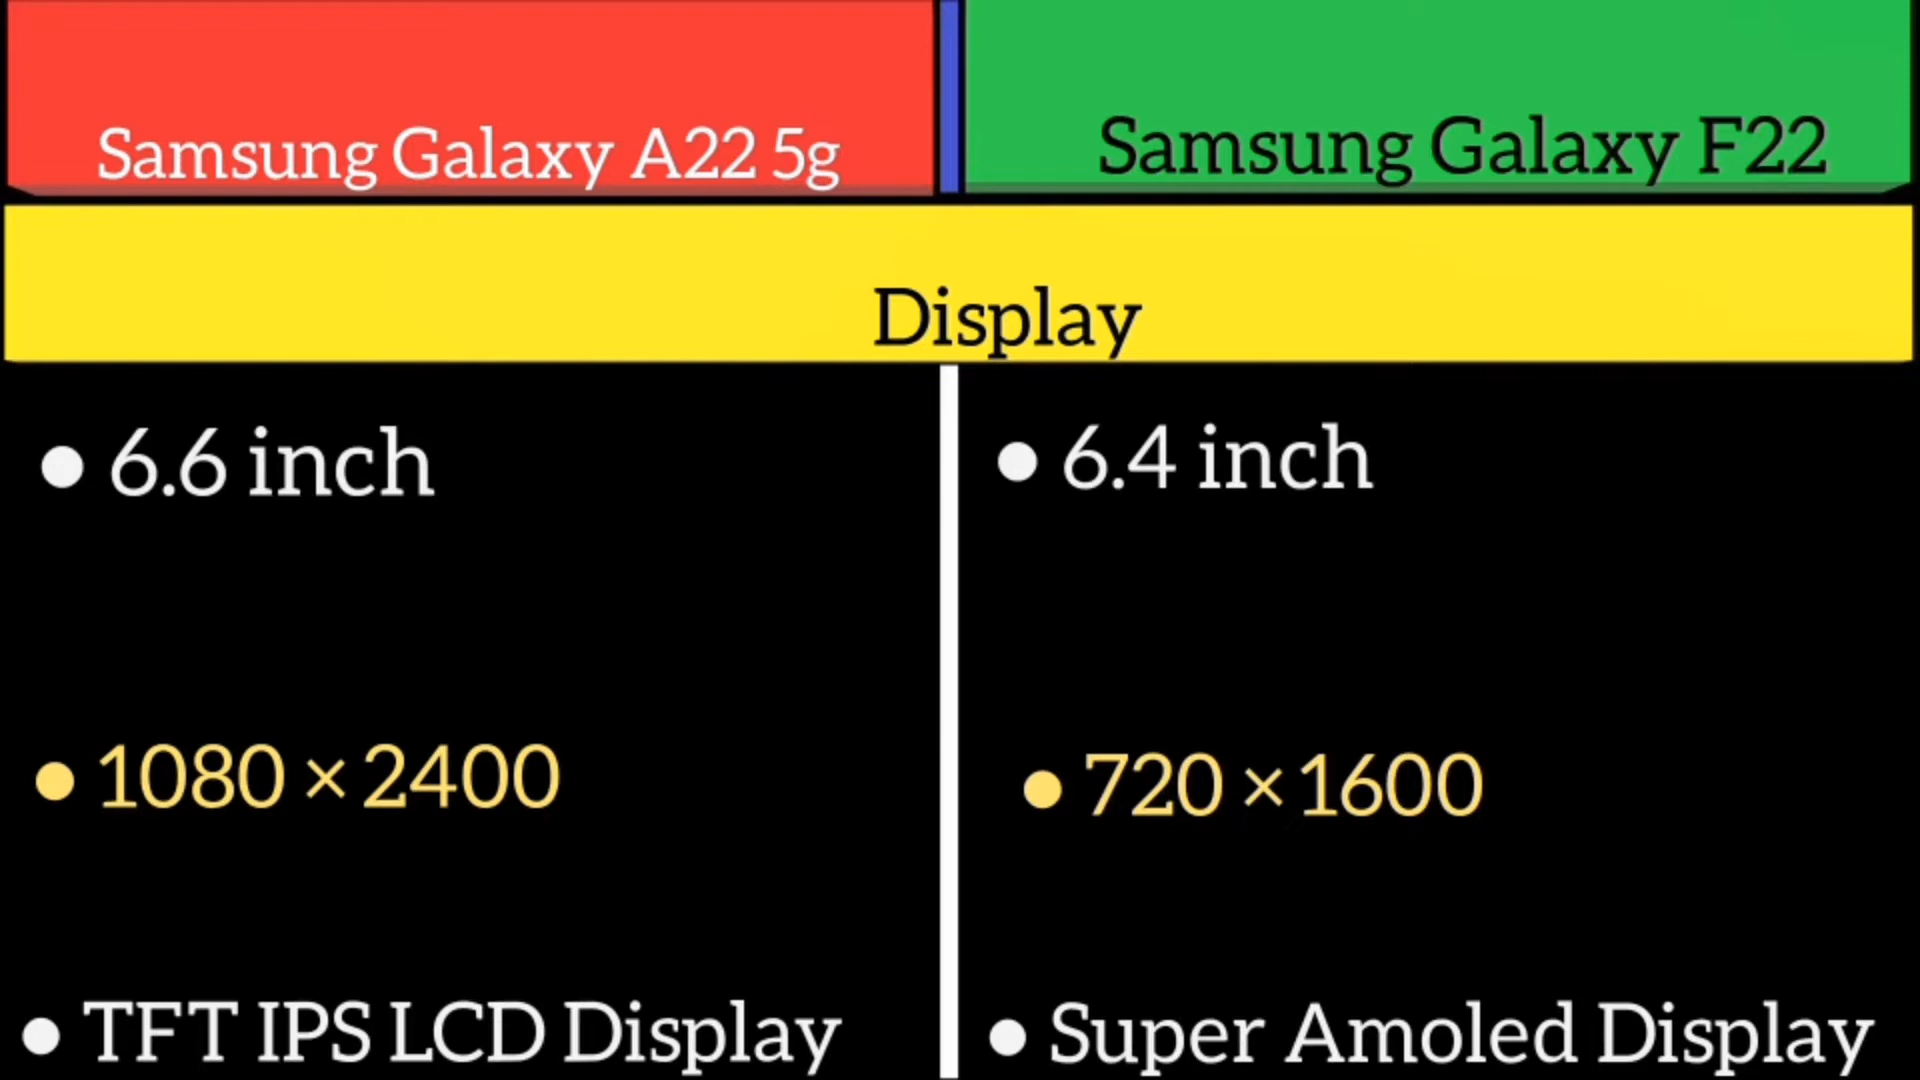 Samsung Galaxy A22 5g
Samsung Galaxy F22
Display
● 6.6 inch
● 6.4 inch
● 1080 × 2400
● 720 × 1600
● TFT IPS LCD Display
● Super Amoled Display